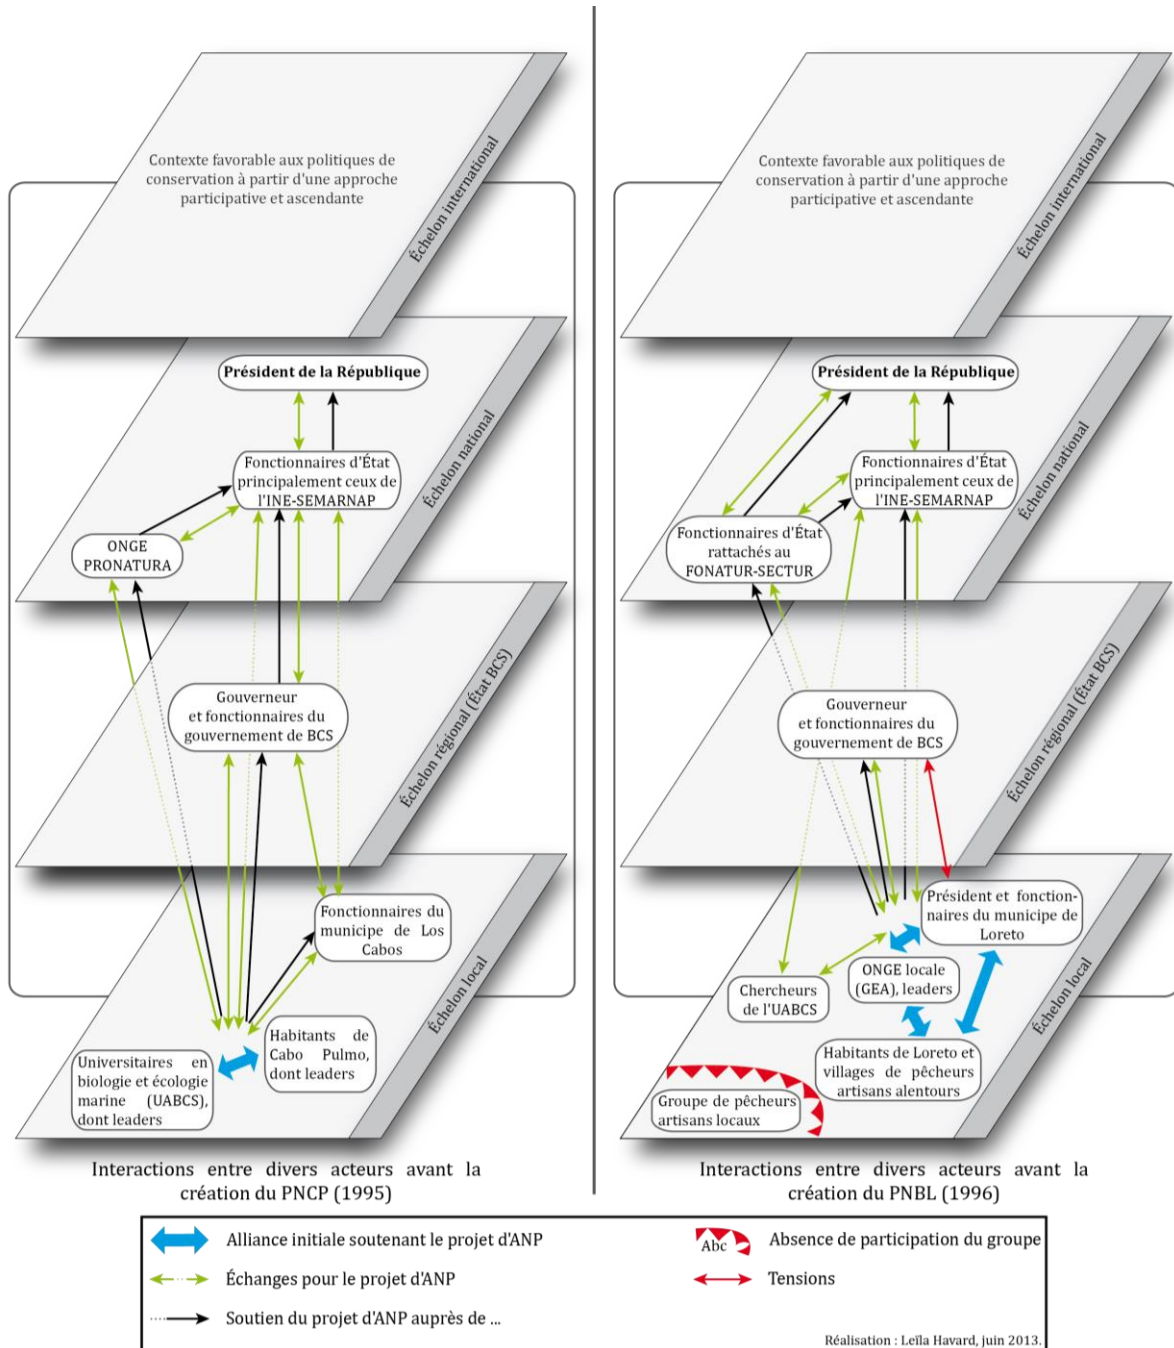 Contexte favorable aux politiques de
conservation à partir d'une approche
participative et ascendante
Échelon international
Président de la République
Fonctionnaires d'État
principalement ceux de
l'INE-SEMARNAP
ONGE
PRONATURA
Échelon national
Gouverneur
et fonctionnaires du
gouvernement de BCS
Échelon régional (État BCS)
Fonctionnaires du
municipe de Los
Cabos
Habitants de
Cabo Pulmo,
dont leaders
Universitaires en
biologie et écologie
marine (UABCS),
dont leaders
Échelon local
Interactions entre divers acteurs avant la
création du PNCP (1995)
Contexte favorable aux politiques de
conservation à partir d'une approche
participative et ascendante
Échelon international
Président de la République
Fonctionnaires d'État
principalement ceux de
l'INE-SEMARNAP
Fonctionnaires d'État
rattachés au
FONATUR-SECTUR
Échelon national
Gouverneur
et fonctionnaires du
gouvernement de BCS
Échelon régional (État BCS)
Président et fonction-
naires du municipe de
Loreto
ONGE locale
(GEA), leaders
Chercheurs
de l'UABCS
Habitants de Loreto et
villages de pêcheurs
artisans alentours
Groupe de pêcheurs
artisans locaux
Échelon local
Interactions entre divers acteurs avant la
création du PNBL (1996)
Alliance initiale soutenant le projet d'ANP
Échanges pour le projet d'ANP
Soutien du projet d'ANP auprès de ...
Abc
Absence de participation du groupe
Tensions
Réalisation : Leïla Havard, juin 2013.